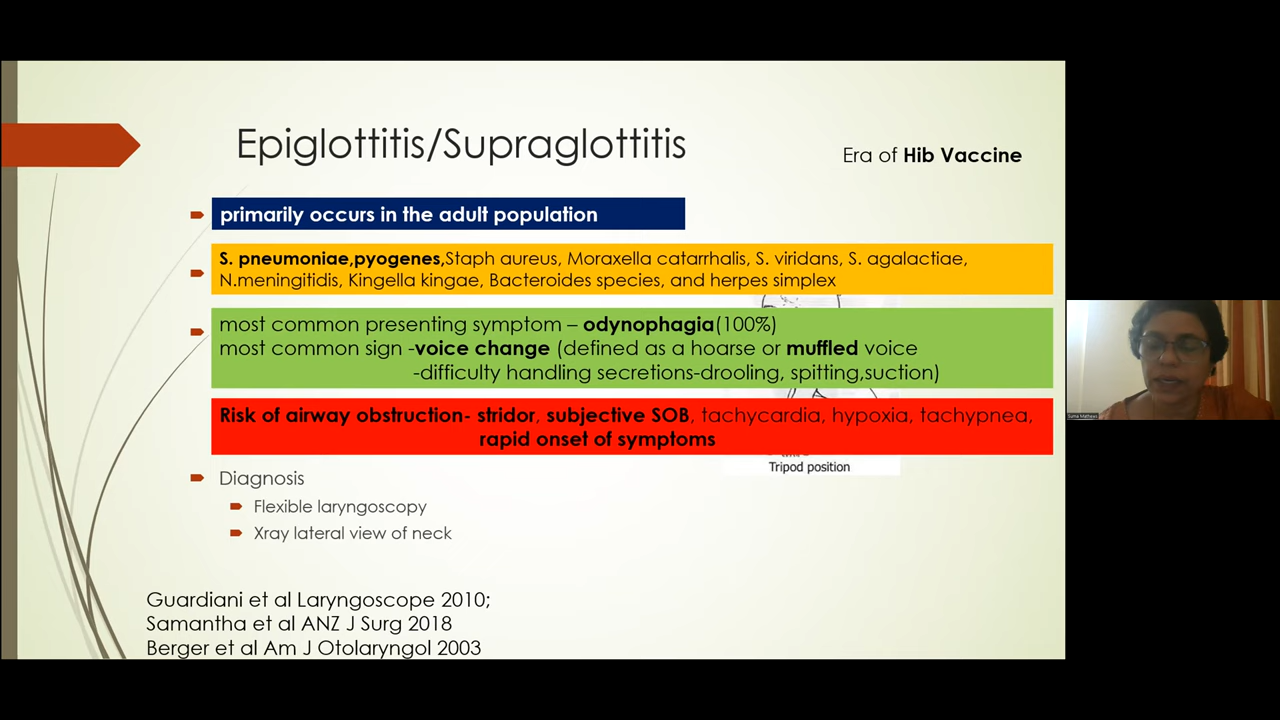 Epiglottitis/Supraglottitis
Era of Hib Vaccine
primarily occurs in the adult population
S. pneumoniae,pyogenes,Staph aureus, Moraxella catarrhalis, S. viridans, S. agalactiae,
N.meningitidis, Kingella kingae, Bacteroides species, and herpes simplex
most common presenting symptom – odynophagia(100%)
most common sign -voice change (defined as a hoarse or muffled voice
-difficulty handling secretions-drooling, spitting,suction)
Risk of airway obstruction- stridor, subjective SOB, tachycardia, hypoxia, tachypnea,
rapid onset of symptoms
Tripod position
Diagnosis
Flexible laryngoscopy
Xray lateral view of neck
Guardiani et al Laryngoscope 2010;
Samantha et al ANZ J Surg 2018
Berger et al Am J Otolaryngol 2003
Suma Mathews